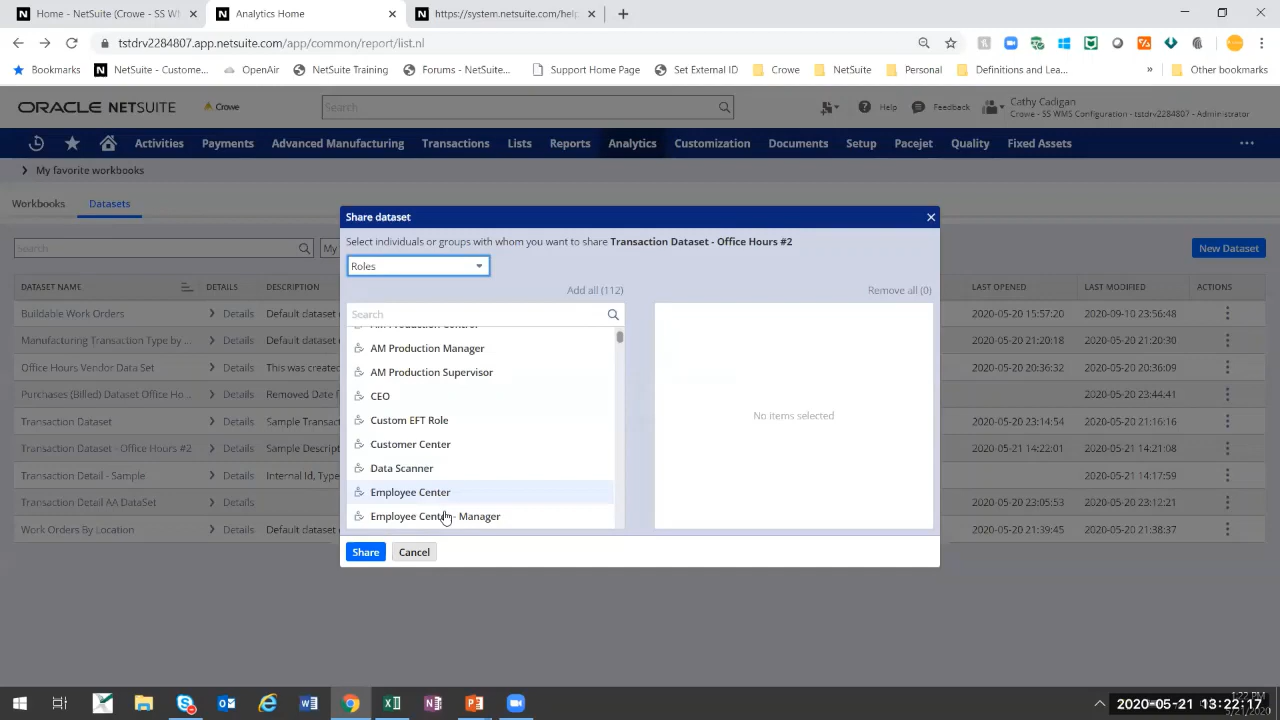 Home - NetSuite (Crowe - SS W
Analytics Home
https://system.netsuite.com/help
tstdrv2284807.app.netsuite.com/app/common/report/list.nl
Bookmarks
NetSuite - Custome...
OpenAir
NetSuite Training
Forums - NetSuite...
Support Home Page
Set External ID
Crowe
NetSuite
Personal
Definitions and Lea...
»
Other bookmarks
ORACLE NETSUITE
Crowe
Search
Help
Feedback
Cathy Cadigan
Crowe - SS WMS Configuration - tstdrv2284807 - Administrator
Activities
Payments
Advanced Manufacturing
Transactions
Lists
Reports
Analytics
Customization
Documents
Setup
Pacejet
Quality
Fixed Assets
My favorite workbooks
Workbooks
Datasets
Search
My
New Dataset
DATASET NAME
DETAILS
DESCRIPTION
LAST OPENED
LAST MODIFIED
ACTIONS
Buildable Work Orders
Details
Default dataset
2020-05-20 15:57:20
2020-09-10 23:56:48
Manufacturing Transaction Type by ...
Details
Default dataset
2020-05-20 21:20:18
2020-05-20 21:20:30
Office Hours Vendor Data Set
Details
This was create
2020-05-20 20:36:32
2020-05-20 20:36:09
Purchases (Billed) Dataset Office Ho...
Details
Removed Date f
2020-05-20 23:44:41
Transaction Dataset
Details
Sample Transac
2020-05-20 23:14:54
2020-05-20 21:16:16
Transaction Dataset - Office Hours #2
Details
Sample Descrip
2020-05-21 14:22:01
2020-05-21 14:21:08
Transaction Detail - Sample
Details
Internal Id, Type
2020-05-21 14:17:59
Transaction Detail AA DataSet
Details
2020-05-20 23:05:53
2020-05-20 23:12:21
Work Orders By Location
Details
Default dataset
2020-05-20 21:39:45
2020-05-20 21:38:37
Share dataset
Select individuals or groups with whom you want to share Transaction Dataset - Office Hours #2
Roles
Add all (112)
Remove all (0)
Search
AM Production Control
AM Production Manager
AM Production Supervisor
CEO
Custom EFT Role
Customer Center
Data Scanner
Employee Center
Employee Center - Manager
No items selected
Share
Cancel
2020-05-21 13:22:17